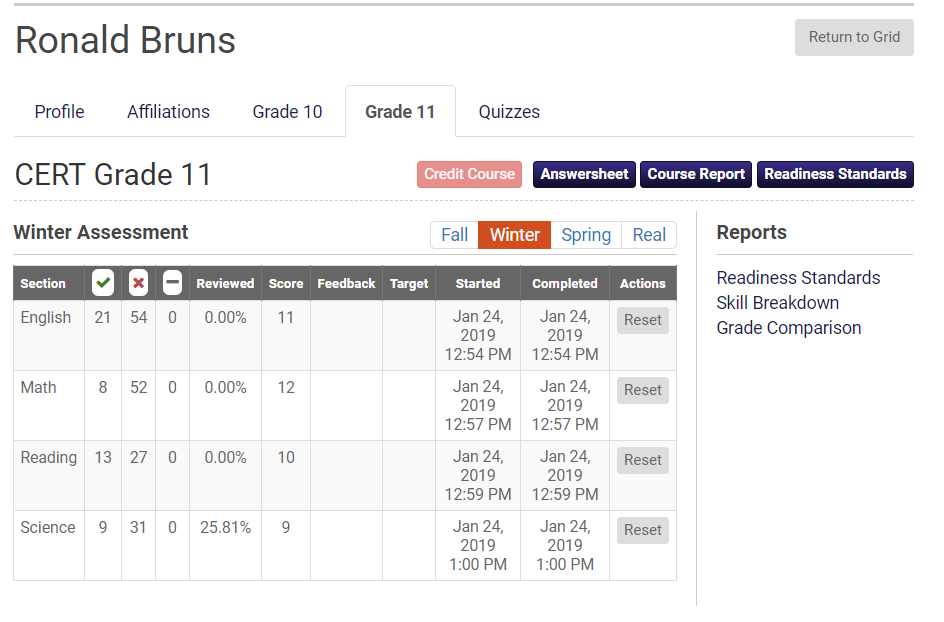 Ronald Bruns
Return to Grid
Profile Affiliations Grade 10 Grade 11 Quizzes
CERT Grade 11
Credit Course Answersheet Course Report Readiness Standards
Winter Assessment
Fall Winter Spring Real
Section Reviewed Score Feedback Target Started Completed Actions
English 21 54 0 0.00% 11 Jan 24, 2019 12:54 PM Jan 24, 2019 12:54 PM Reset
Math 8 52 0 0.00% 12 Jan 24, 2019 12:57 PM Jan 24, 2019 12:57 PM Reset
Reading 13 27 0 0.00% 10 Jan 24, 2019 12:59 PM Jan 24, 2019 12:59 PM Reset
Science 9 31 0 25.81% 9 Jan 24, 2019 1:00 PM Jan 24, 2019 1:00 PM Reset
Reports
Readiness Standards
Skill Breakdown
Grade Comparison